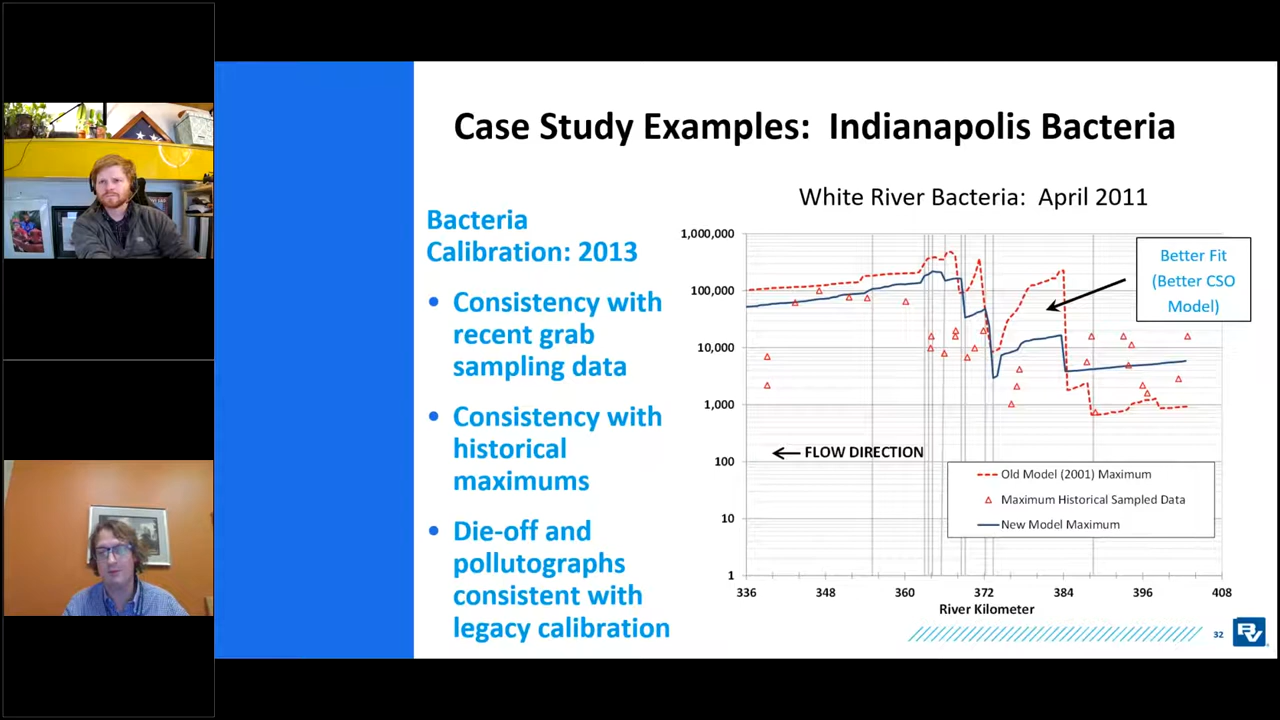 Case Study Examples: Indianapolis Bacteria
Bacteria
Calibration: 2013
• Consistency with
recent grab
sampling data
• Consistency with
historical
maximums
• Die-off and
pollutographs
consistent with
legacy calibration
White River Bacteria: April 2011
1,000,000
100,000
10,000
1,000
100
10
1
Better Fit
(Better CSO
Model)
FLOW DIRECTION
Old Model (2001) Maximum
Maximum Historical Sampled Data
New Model Maximum
336 348 360 372 384 396 408
River Kilometer
32
BV